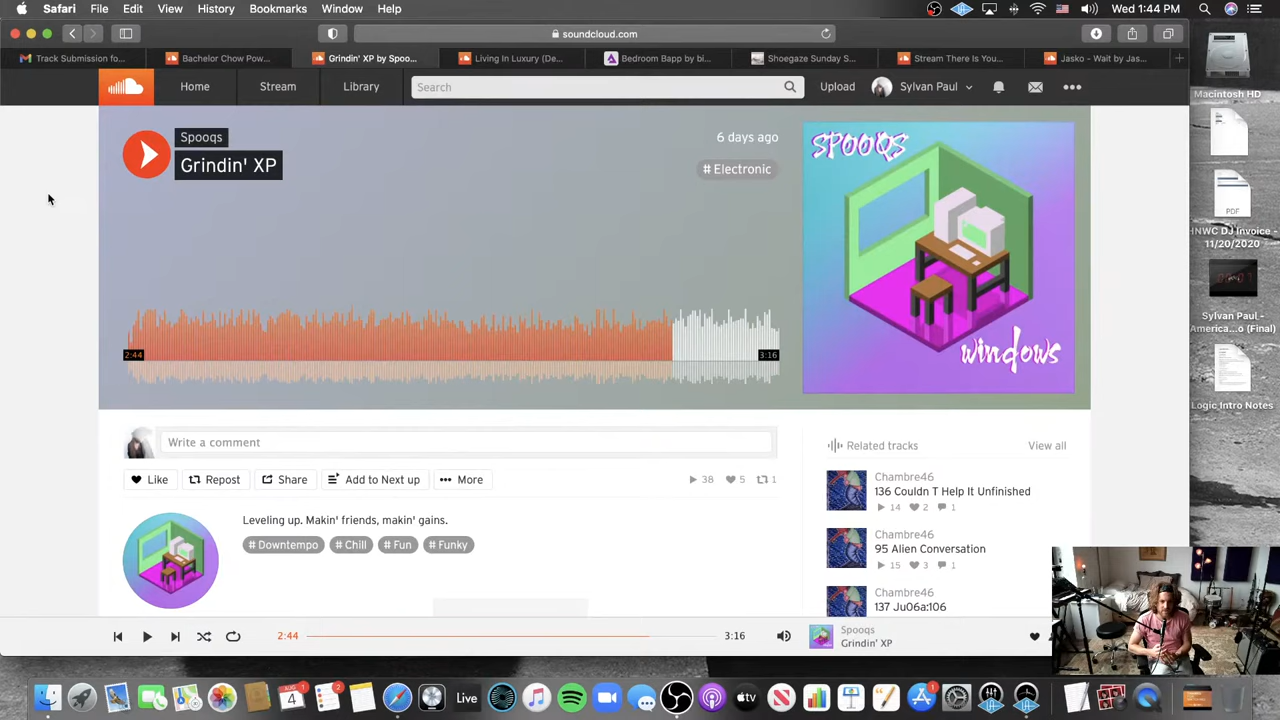 Safari File Edit View History Bookmarks Window Help Wed 1:44 PM
soundcloud.com
Track Submission fo... Bachelor Chow Pow... Grindin' XP by Spoo... Living In Luxury (De... Bedroom Bapp by bi... Shoegaze Sunday S... Stream There Is You... Jasko - Wait by Jas...
Home Stream Library Search Upload Sylvan Paul
Spooqs
Grindin' XP
6 days ago
# Electronic
SPOOQS
windows
2:44
3:16
Write a comment
Like Repost Share Add to Next up More 38 5 1
Leveling up. Makin' friends, makin' gains.
# Downtempo # Chill # Fun # Funky
Related tracks View all
Chambre46
136 Couldn T Help It Unfinished
14 2 1
Chambre46
95 Alien Conversation
15 3 1
Chambre46
137 Ju06a:106
2:44 3:16
Spooqs
Grindin' XP
Macintosh HD
PDF
HNWC DJ Invoice -
11/20/2020
Sylvan Paul -
America...o (Final)
Logic Intro Notes
Live
tv